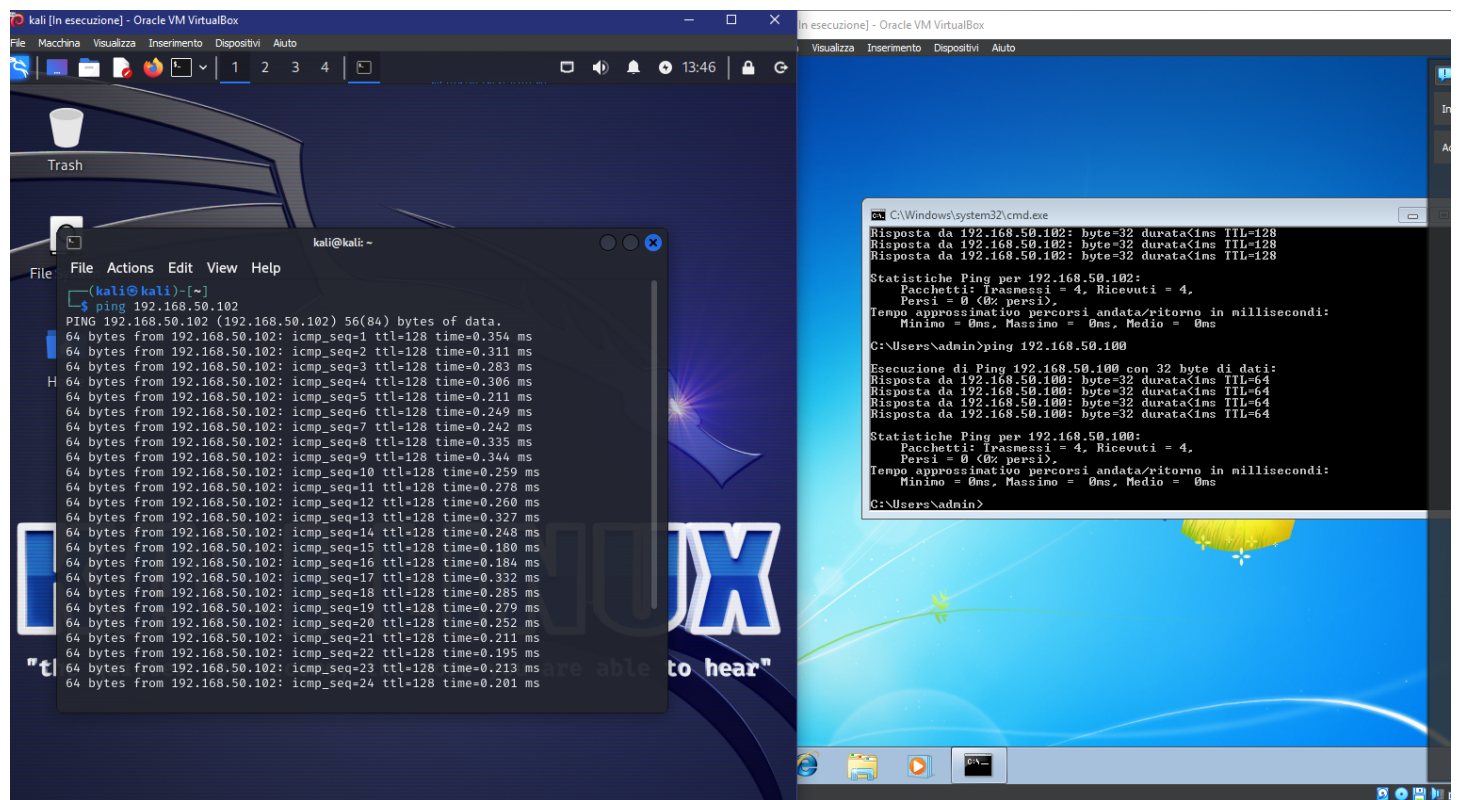 kali [In esecuzione] - Oracle VM VirtualBox
File Macchina Visualizza Inserimento Dispositivi Aiuto
1 2 3 4
13:46
Trash
File
H
kali@kali: ~
File Actions Edit View Help
┌──(kali㉿kali)-[~]
└─$ ping 192.168.50.102
PING 192.168.50.102 (192.168.50.102) 56(84) bytes of data.
64 bytes from 192.168.50.102: icmp_seq=1 ttl=128 time=0.354 ms
64 bytes from 192.168.50.102: icmp_seq=2 ttl=128 time=0.311 ms
64 bytes from 192.168.50.102: icmp_seq=3 ttl=128 time=0.283 ms
64 bytes from 192.168.50.102: icmp_seq=4 ttl=128 time=0.306 ms
64 bytes from 192.168.50.102: icmp_seq=5 ttl=128 time=0.211 ms
64 bytes from 192.168.50.102: icmp_seq=6 ttl=128 time=0.249 ms
64 bytes from 192.168.50.102: icmp_seq=7 ttl=128 time=0.242 ms
64 bytes from 192.168.50.102: icmp_seq=8 ttl=128 time=0.335 ms
64 bytes from 192.168.50.102: icmp_seq=9 ttl=128 time=0.344 ms
64 bytes from 192.168.50.102: icmp_seq=10 ttl=128 time=0.259 ms
64 bytes from 192.168.50.102: icmp_seq=11 ttl=128 time=0.278 ms
64 bytes from 192.168.50.102: icmp_seq=12 ttl=128 time=0.260 ms
64 bytes from 192.168.50.102: icmp_seq=13 ttl=128 time=0.327 ms
64 bytes from 192.168.50.102: icmp_seq=14 ttl=128 time=0.248 ms
64 bytes from 192.168.50.102: icmp_seq=15 ttl=128 time=0.180 ms
64 bytes from 192.168.50.102: icmp_seq=16 ttl=128 time=0.184 ms
64 bytes from 192.168.50.102: icmp_seq=17 ttl=128 time=0.332 ms
64 bytes from 192.168.50.102: icmp_seq=18 ttl=128 time=0.285 ms
64 bytes from 192.168.50.102: icmp_seq=19 ttl=128 time=0.279 ms
64 bytes from 192.168.50.102: icmp_seq=20 ttl=128 time=0.252 ms
64 bytes from 192.168.50.102: icmp_seq=21 ttl=128 time=0.211 ms
64 bytes from 192.168.50.102: icmp_seq=22 ttl=128 time=0.195 ms
64 bytes from 192.168.50.102: icmp_seq=23 ttl=128 time=0.213 ms
64 bytes from 192.168.50.102: icmp_seq=24 ttl=128 time=0.201 ms
NUX
are able to hear"
In esecuzione] - Oracle VM VirtualBox
Visualizza Inserimento Dispositivi Aiuto
C:\Windows\system32\cmd.exe
Risposta da 192.168.50.102: byte=32 durata<1ms TTL=128
Risposta da 192.168.50.102: byte=32 durata<1ms TTL=128
Risposta da 192.168.50.102: byte=32 durata<1ms TTL=128
Statistiche Ping per 192.168.50.102:
Pacchetti: Trasmessi = 4, Ricevuti = 4,
Persi = 0 (0% persi),
Tempo approssimativo percorsi andata/ritorno in millisecondi:
Minimo = 0ms, Massimo = 0ms, Medio = 0ms
C:\Users\admin>ping 192.168.50.100
Esecuzione di Ping 192.168.50.100 con 32 byte di dati:
Risposta da 192.168.50.100: byte=32 durata<1ms TTL=64
Risposta da 192.168.50.100: byte=32 durata<1ms TTL=64
Risposta da 192.168.50.100: byte=32 durata<1ms TTL=64
Risposta da 192.168.50.100: byte=32 durata<1ms TTL=64
Statistiche Ping per 192.168.50.100:
Pacchetti: Trasmessi = 4, Ricevuti = 4,
Persi = 0 (0% persi),
Tempo approssimativo percorsi andata/ritorno in millisecondi:
Minimo = 0ms, Massimo = 0ms, Medio = 0ms
C:\Users\admin>